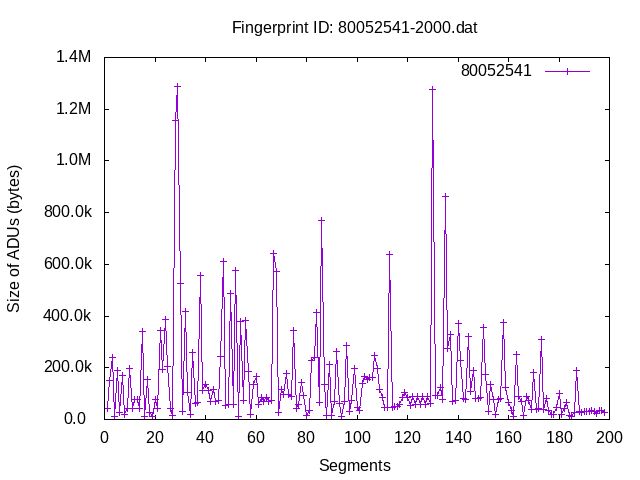 Fingerprint ID: 80052541-2000.dat
1.4M
80052541
1.2M
1.0M
800.0k
600.0k
400.0k
200.0k
0.0
Size of ADUs (bytes)
0 20 40 60 80 100 120 140 160 180 200
Segments